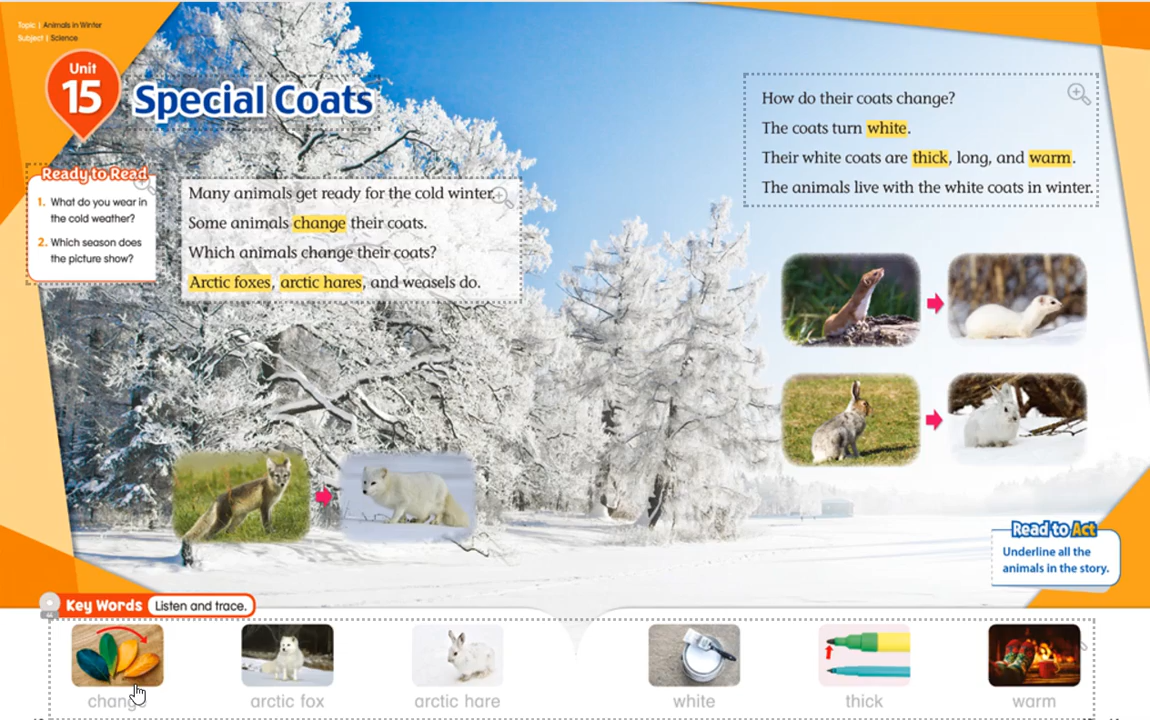 Topic | Animals in Winter
Subject | Science
Unit
15
Special Coats
Ready to Read
1. What do you wear in
the cold weather?
2. Which season does
the picture show?
Many animals get ready for the cold winter.
Some animals change their coats.
Which animals change their coats?
Arctic foxes, arctic hares, and weasels do.
How do their coats change?
The coats turn white.
Their white coats are thick, long, and warm.
The animals live with the white coats in winter.
Read to Act
Underline all the
animals in the story.
Key Words Listen and trace.
change
arctic fox
arctic hare
white
thick
warm